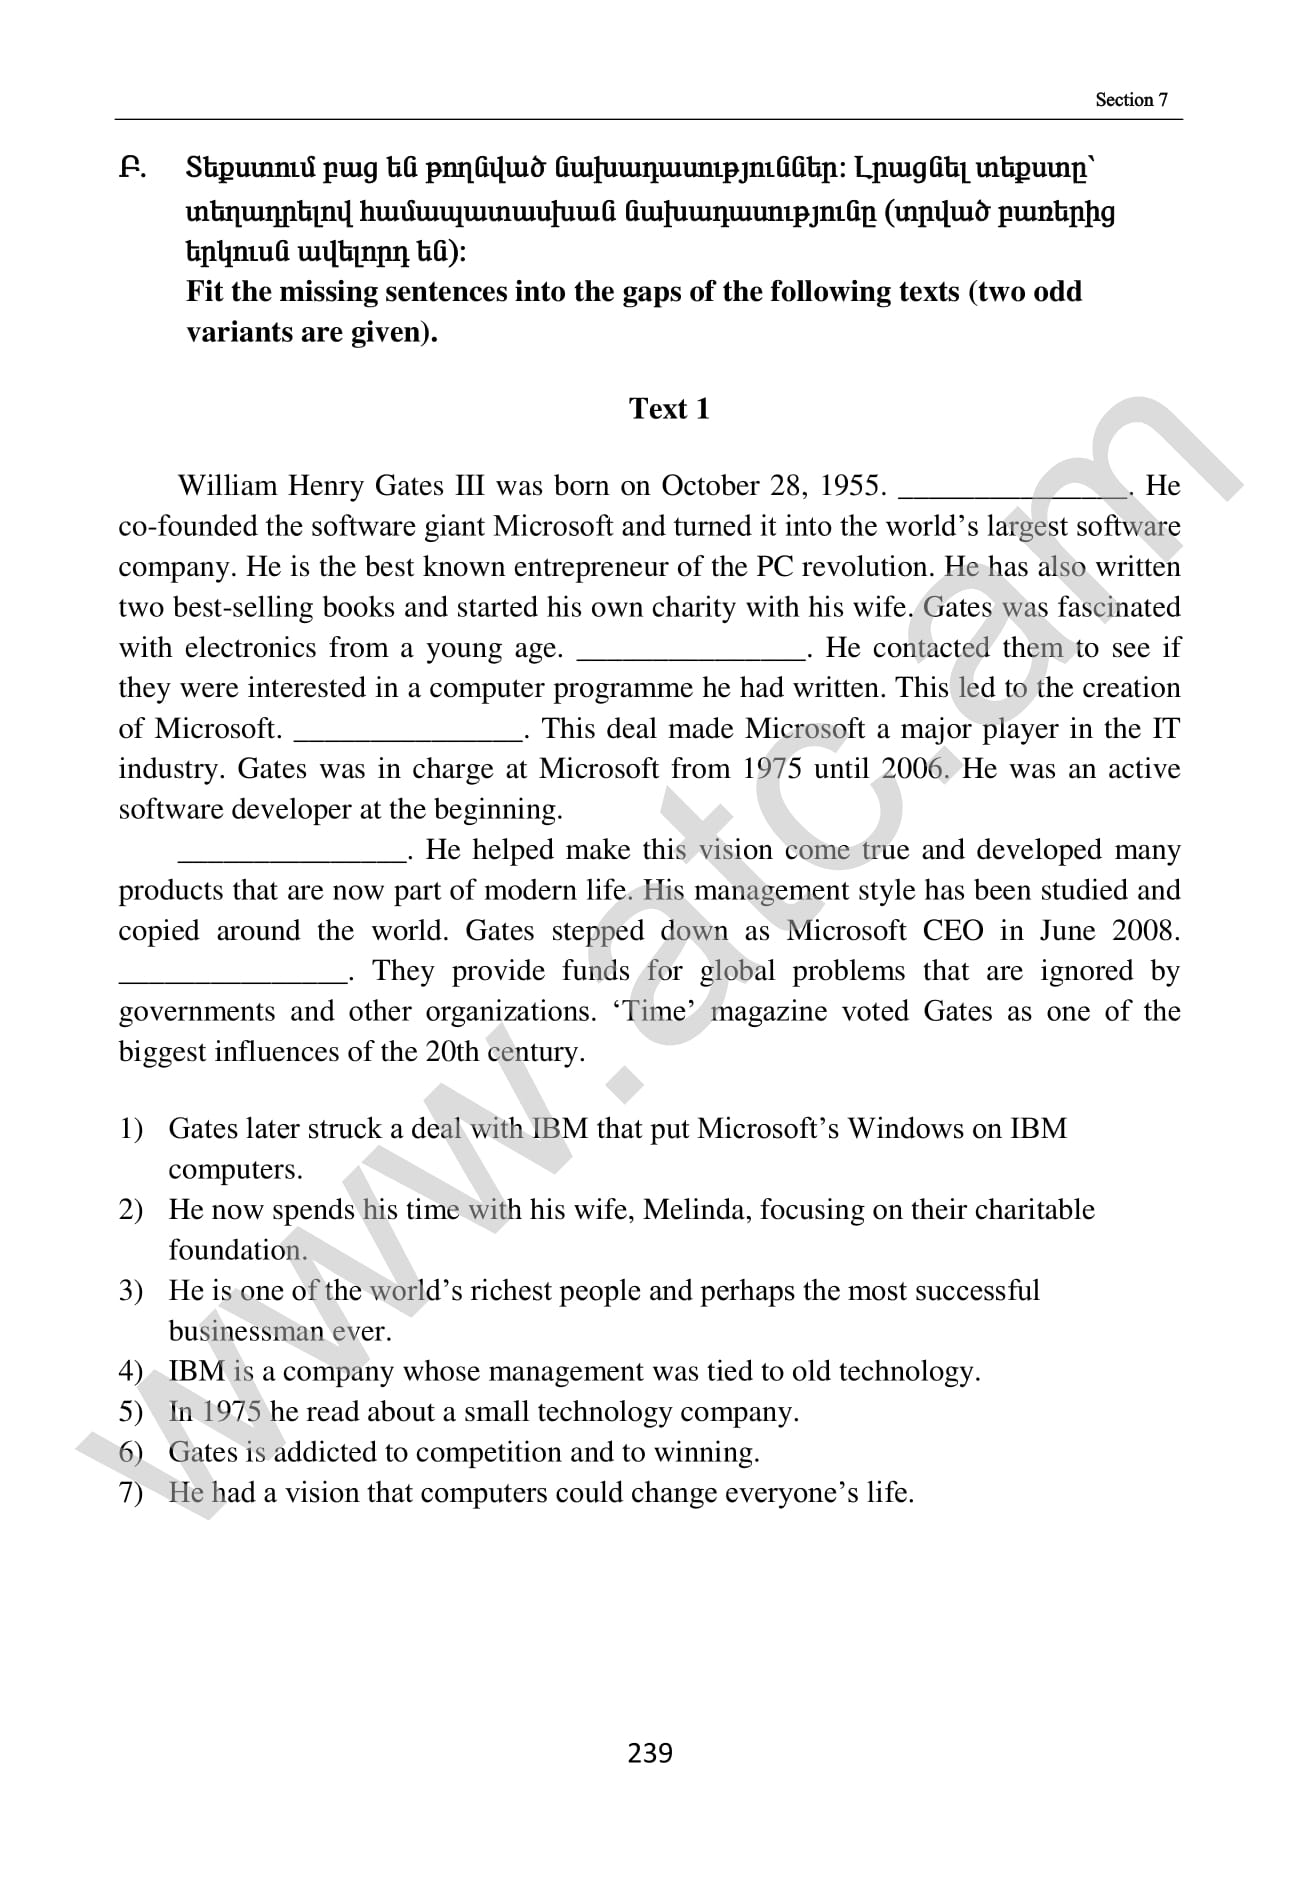 Section 7
Բ. Տեքստում բաց են թողնված նախադասություններ: Լրացնել տեքստը՝
տեղադրելով համապատասխան նախադասությունը (տրված բառերից
երկուսն ավելորդ են):
Fit the missing sentences into the gaps of the following texts (two odd
variants are given).
Text 1
William Henry Gates III was born on October 28, 1955. _______________. He
co-founded the software giant Microsoft and turned it into the world’s largest software
company. He is the best known entrepreneur of the PC revolution. He has also written
two best-selling books and started his own charity with his wife. Gates was fascinated
with electronics from a young age. _______________. He contacted them to see if
they were interested in a computer programme he had written. This led to the creation
of Microsoft. _______________. This deal made Microsoft a major player in the IT
industry. Gates was in charge at Microsoft from 1975 until 2006. He was an active
software developer at the beginning.
_______________. He helped make this vision come true and developed many
products that are now part of modern life. His management style has been studied and
copied around the world. Gates stepped down as Microsoft CEO in June 2008.
_______________. They provide funds for global problems that are ignored by
governments and other organizations. ‘Time’ magazine voted Gates as one of the
biggest influences of the 20th century.
1) Gates later struck a deal with IBM that put Microsoft’s Windows on IBM
computers.
2) He now spends his time with his wife, Melinda, focusing on their charitable
foundation.
3) He is one of the world’s richest people and perhaps the most successful
businessman ever.
4) IBM is a company whose management was tied to old technology.
5) In 1975 he read about a small technology company.
6) Gates is addicted to competition and to winning.
7) He had a vision that computers could change everyone’s life.
239
www.atc.am